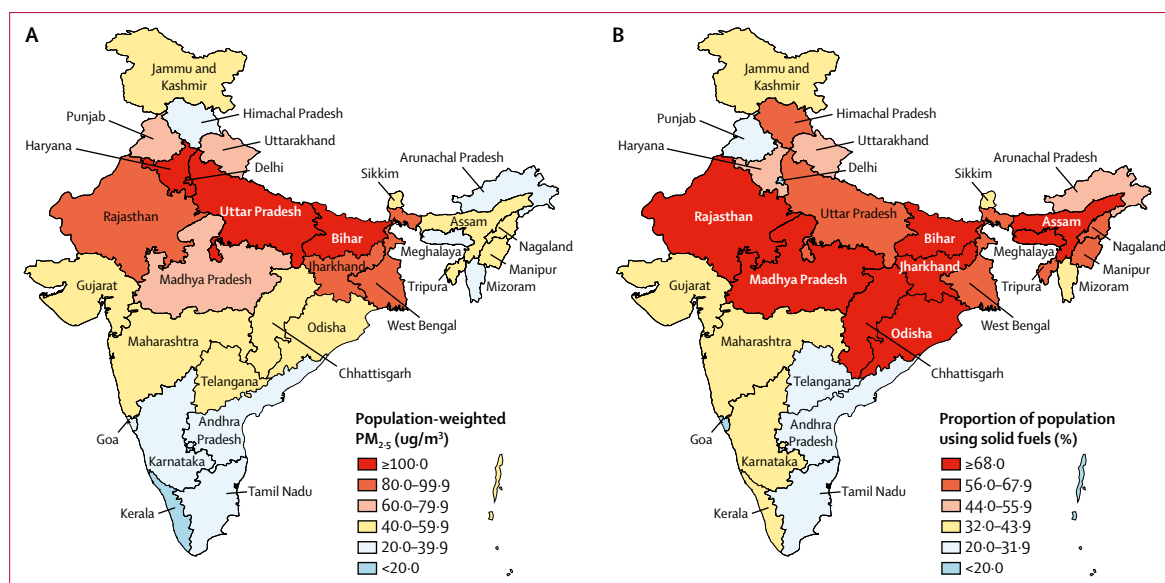 A
Jammu and
Kashmir
Himachal Pradesh
Punjab
Uttarakhand
Haryana
Delhi
Arunachal Pradesh
Sikkim
Rajasthan
Uttar Pradesh
Assam
Bihar
Meghalaya
Nagaland
Jharkhand
Manipur
Madhya Pradesh
Gujarat
Tripura
Mizoram
West Bengal
Odisha
Maharashtra
Chhattisgarh
Telangana
Goa
Andhra
Pradesh
Karnataka
Tamil Nadu
Kerala
Population-weighted
PM2·5 (ug/m³)
≥100·0
80·0–99·9
60·0–79·9
40·0–59·9
20·0–39·9
<20·0
B
Jammu and
Kashmir
Himachal Pradesh
Punjab
Uttarakhand
Haryana
Delhi
Arunachal Pradesh
Sikkim
Rajasthan
Uttar Pradesh
Assam
Bihar
Meghalaya
Nagaland
Jharkhand
Manipur
Madhya Pradesh
Gujarat
Tripura
Mizoram
West Bengal
Odisha
Maharashtra
Chhattisgarh
Telangana
Goa
Andhra
Pradesh
Karnataka
Tamil Nadu
Kerala
Proportion of population
using solid fuels (%)
≥68·0
56·0–67·9
44·0–55·9
32·0–43·9
20·0–31·9
<20·0